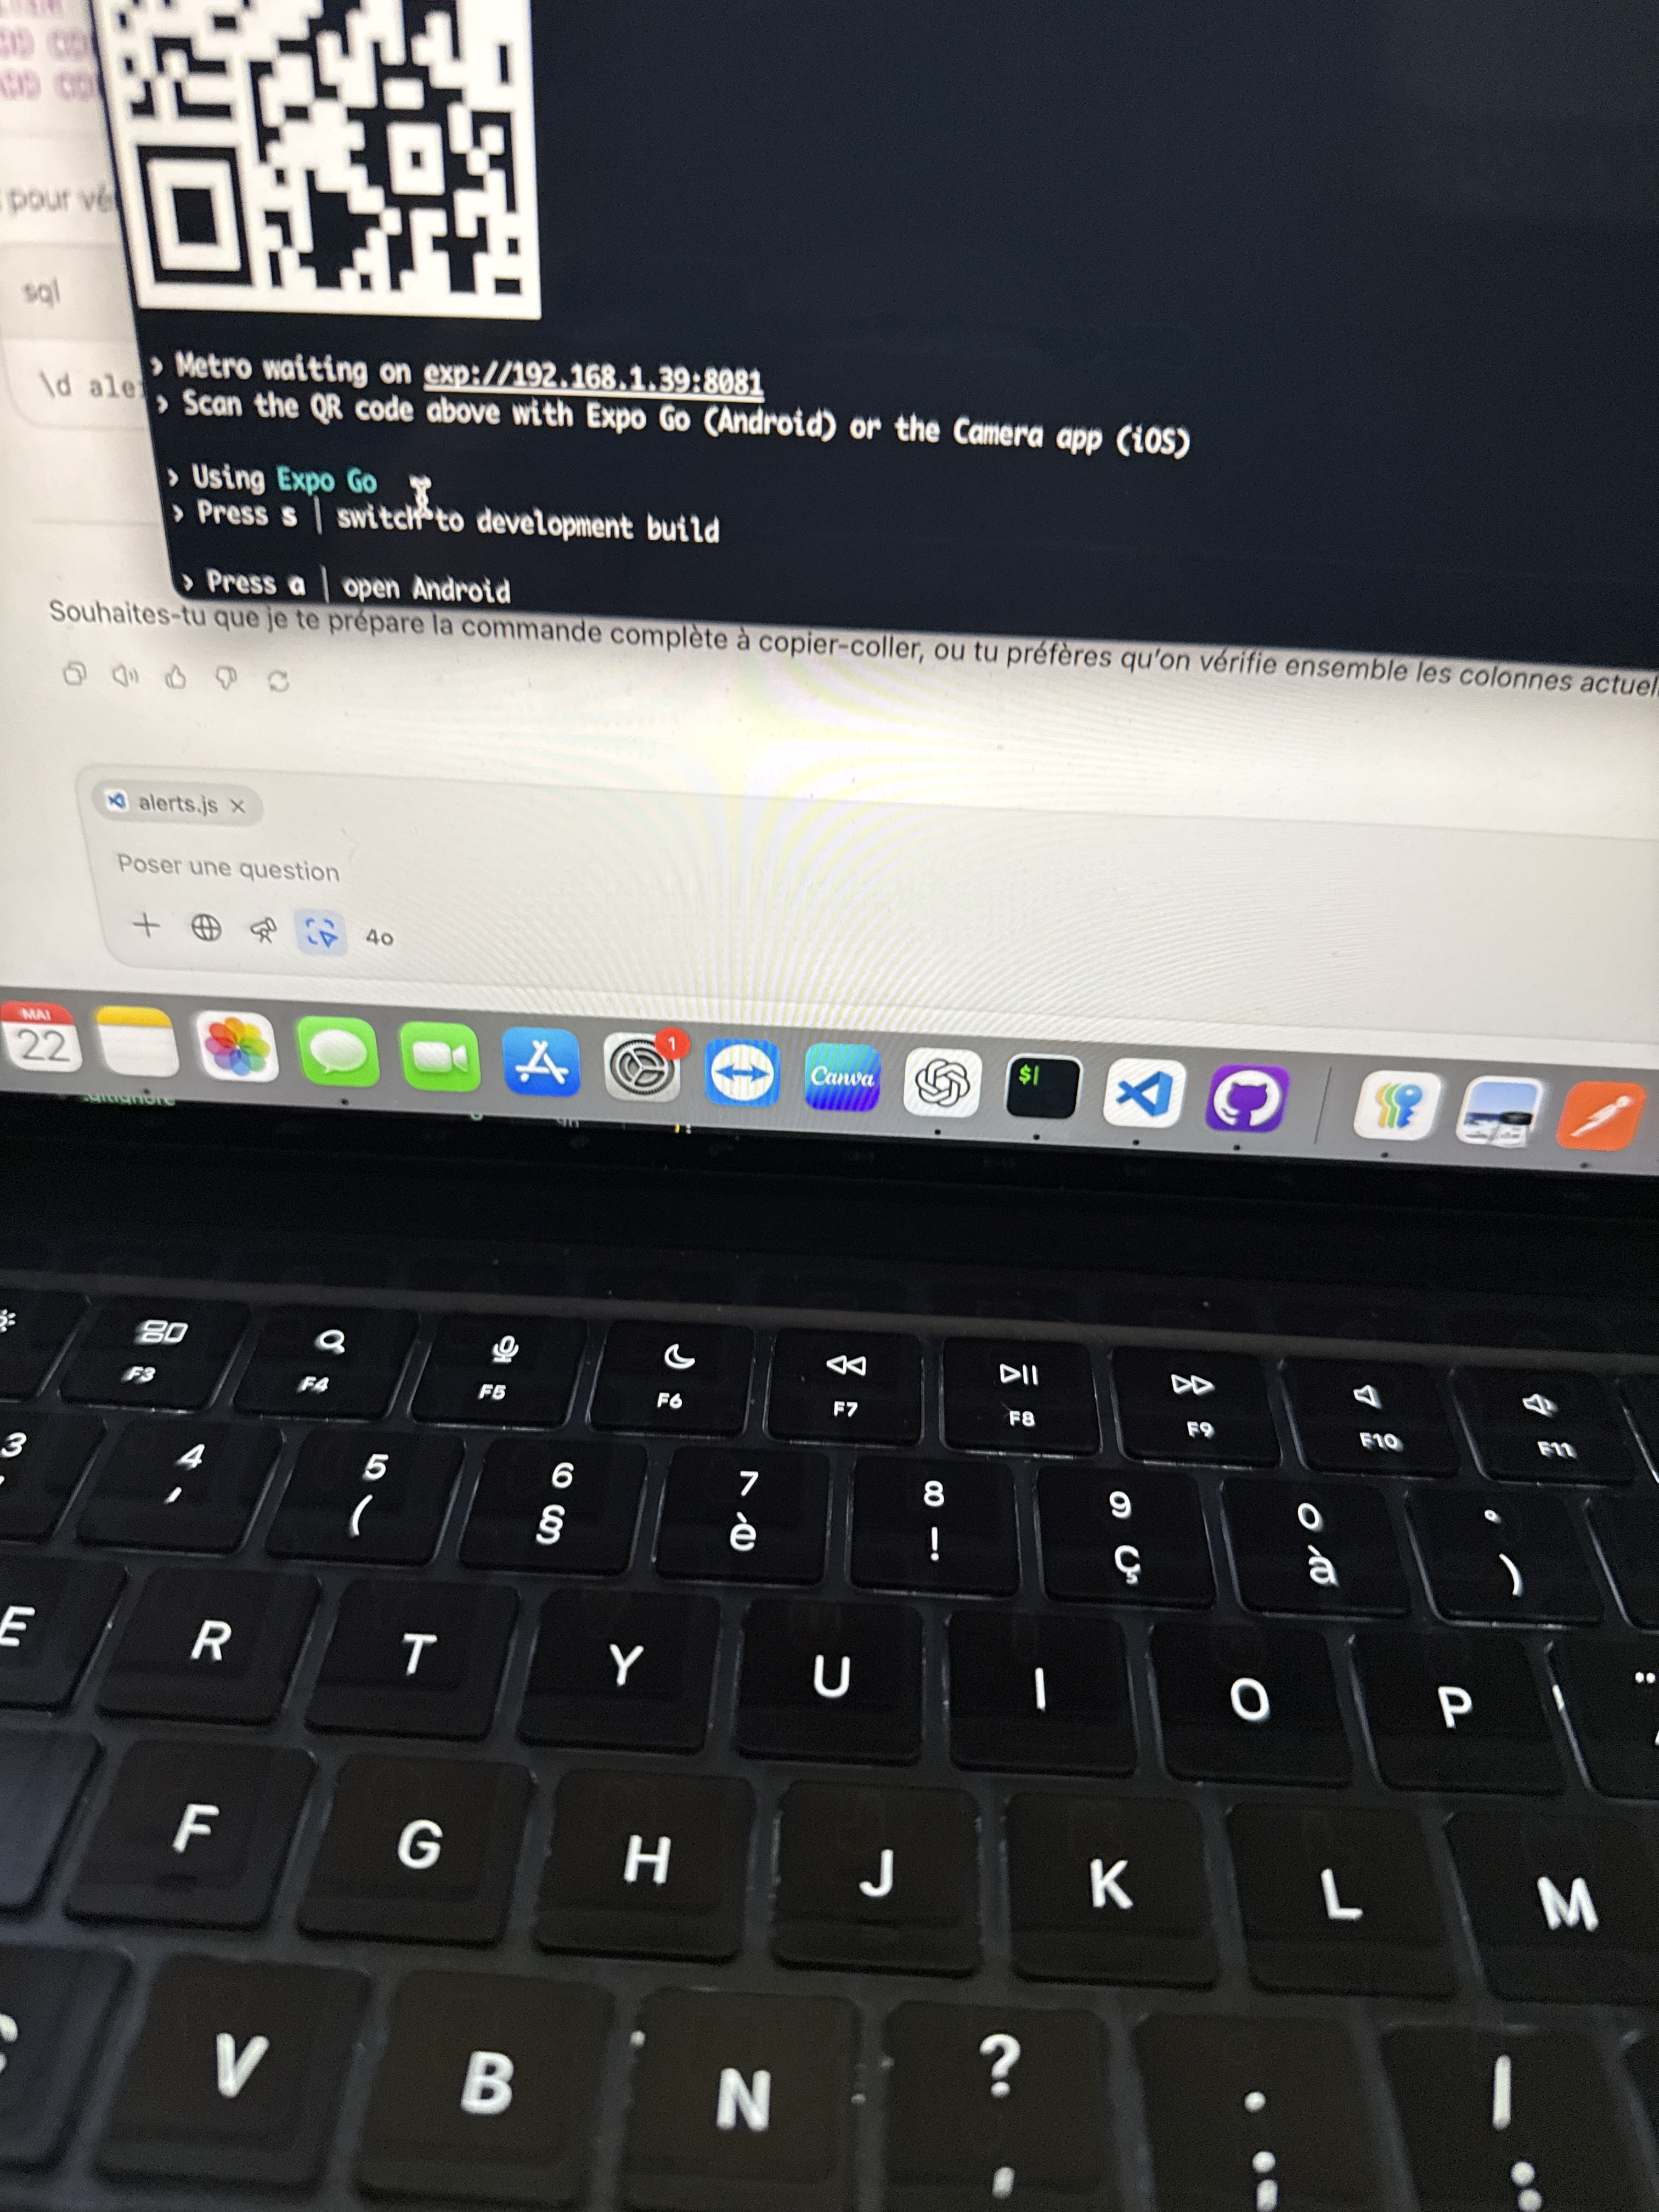 pour vé
sql
\d ale
› Metro waiting on exp://192.168.1.39:8081
› Scan the QR code above with Expo Go (Android) or the Camera app (iOS)
› Using Expo Go
› Press s │ switch to development build
› Press a │ open Android
Souhaites-tu que je te prépare la commande complète à copier-coller, ou tu préfères qu'on vérifie ensemble les colonnes actuel
alerts.js ×
Poser une question
4o
MAI
22
1
Canva
$|
.gitignore
F3 F4 F5 F6 F7 F8 F9 F10 F11
3 4 5 6 7 8 9 0 °
' ( § è ! ç à )
E R T Y U I O P ¨
F G H J K L M
V B N ? . /
, ; :